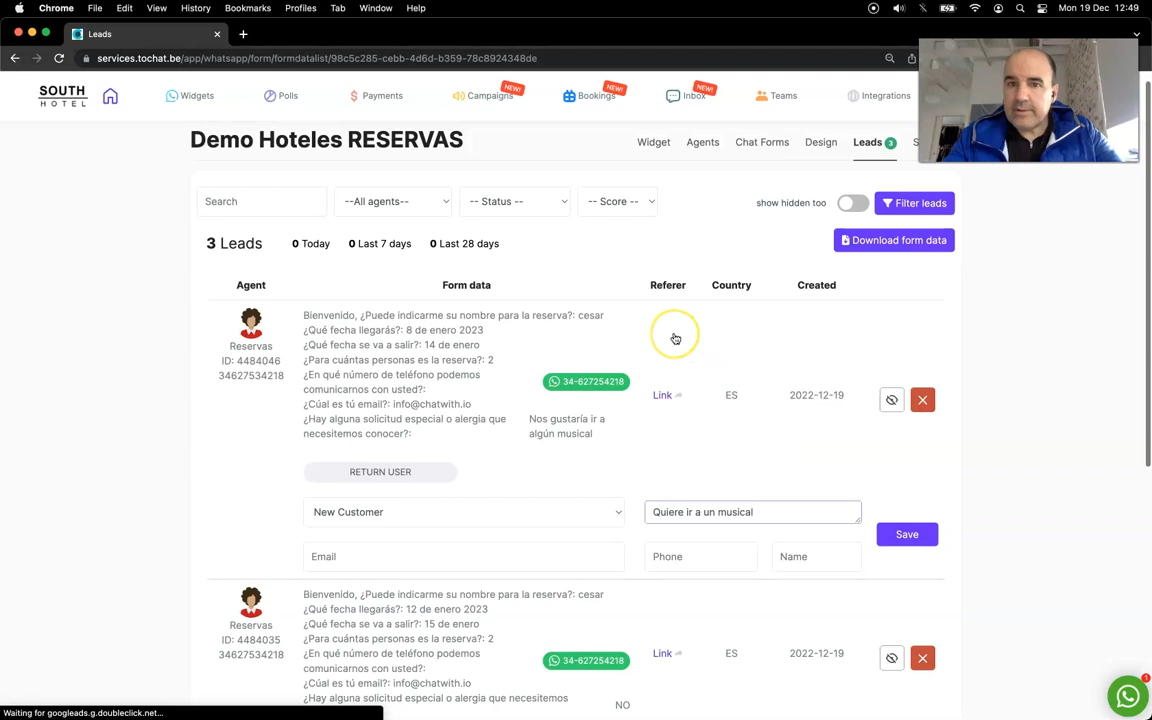 Chrome File Edit View History Bookmarks Profiles Tab Window Help Mon 19 Dec 12:49
Leads
services.tochat.be/app/whatsapp/form/formdatalist/98c5c285-cebb-4d6d-b359-78c8924348de
SOUTH HOTEL
Widgets Polls Payments Campaigns NEW! Bookings NEW! Inbox NEW! Teams Integrations
Demo Hoteles RESERVAS
Widget Agents Chat Forms Design Leads 3 S
Search --All agents-- -- Status -- -- Score -- show hidden too Filter leads
3 Leads 0 Today 0 Last 7 days 0 Last 28 days Download form data
Agent Form data Referer Country Created
Reservas
ID: 4484046
34627534218
Bienvenido, ¿Puede indicarme su nombre para la reserva?: cesar
¿Qué fecha llegarás?: 8 de enero 2023
¿Qué fecha se va a salir?: 14 de enero
¿Para cuántas personas es la reserva?: 2
¿En qué número de teléfono podemos
comunicarnos con usted?:
34-627254218
¿Cúal es tú email?: info@chatwith.io
¿Hay alguna solicitud especial o alergia que
necesitemos conocer?:
Nos gustaría ir a
algún musical
Link ES 2022-12-19
RETURN USER
New Customer Quiere ir a un musical
Save
Email Phone Name
Reservas
ID: 4484035
34627534218
Bienvenido, ¿Puede indicarme su nombre para la reserva?: cesar
¿Qué fecha llegarás?: 12 de enero 2023
¿Qué fecha se va a salir?: 15 de enero
¿Para cuántas personas es la reserva?: 2
¿En qué número de teléfono podemos
comunicarnos con usted?:
34-627254218
¿Cúal es tú email?: info@chatwith.io
¿Hay alguna solicitud especial o alergia que necesitemos
NO
Link ES 2022-12-19
1
Waiting for googleads.g.doubleclick.net...